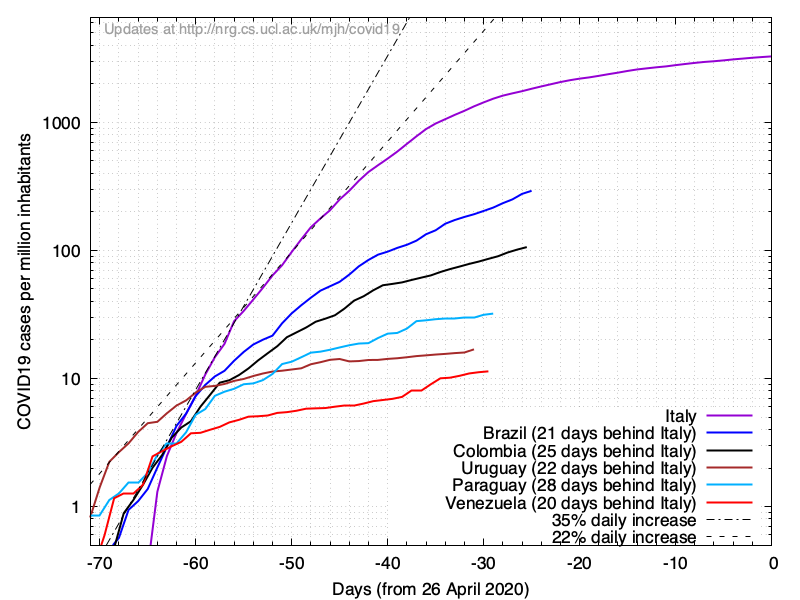 Updates at http://nrg.cs.ucl.ac.uk/mjh/covid19
COVID19 cases per million inhabitants
1000
100
10
1
Italy
Brazil (21 days behind Italy)
Colombia (25 days behind Italy)
Uruguay (22 days behind Italy)
Paraguay (28 days behind Italy)
Venezuela (20 days behind Italy)
35% daily increase
22% daily increase
-70 -60 -50 -40 -30 -20 -10 0
Days (from 26 April 2020)